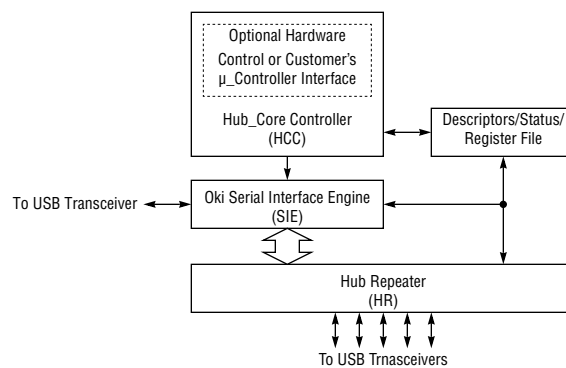 Optional Hardware
Control or Customer's
μ_Controller Interface
Hub_Core Controller
(HCC)
Descriptors/Status/
Register File
To USB Transceiver
Oki Serial Interface Engine
(SIE)
Hub Repeater
(HR)
To USB Trnasceivers